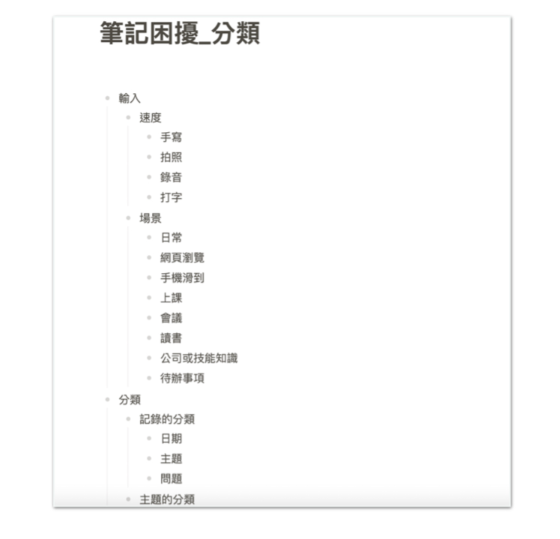 筆記困擾_分類
輸入
速度
手寫
拍照
錄音
打字
場景
日常
網頁瀏覽
手機滑到
上課
會議
讀書
公司或技能知識
待辦事項
分類
記錄的分類
日期
主題
問題
主題的分類